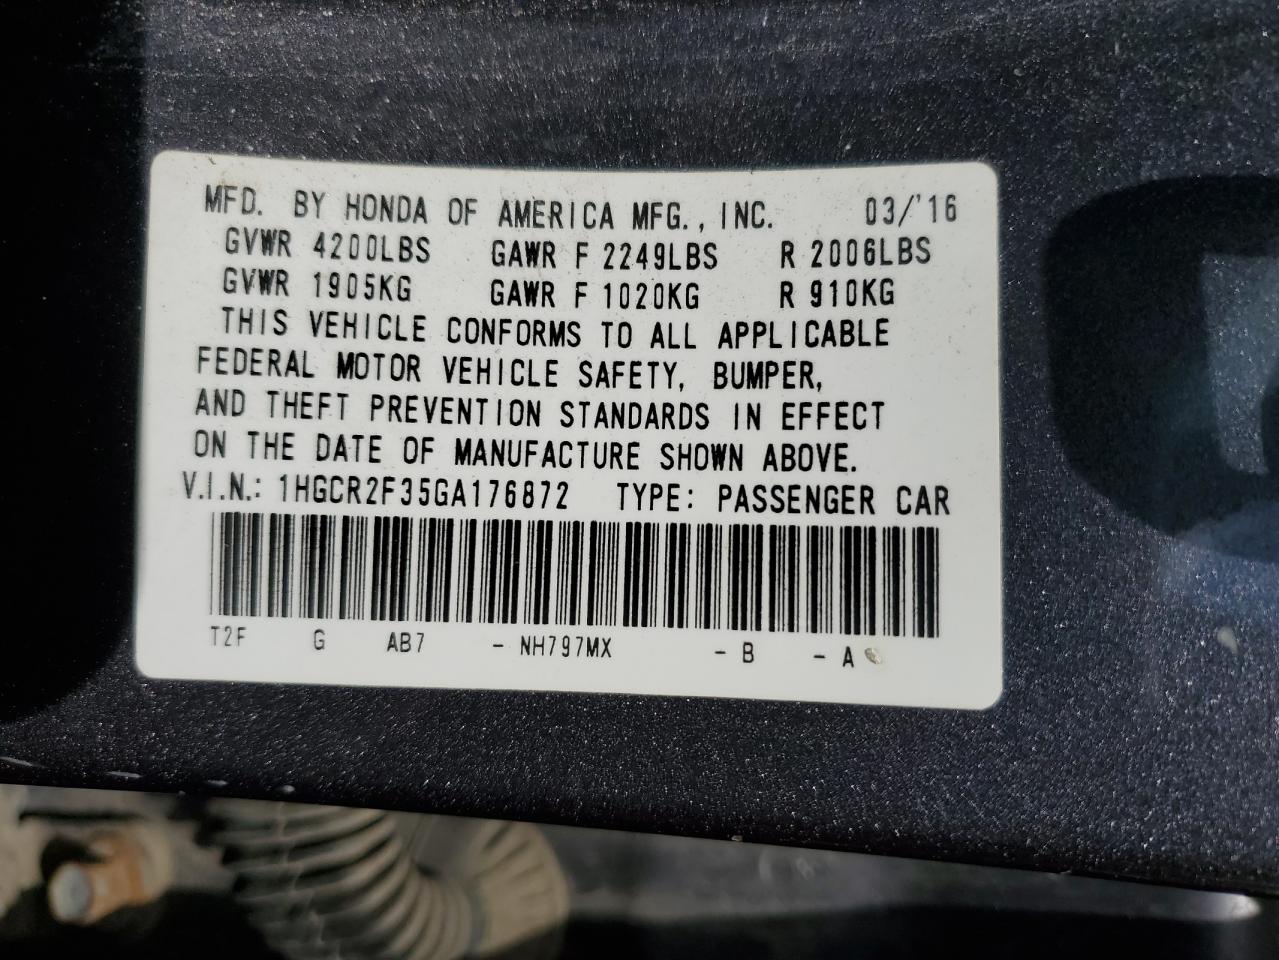 MFD. BY HONDA OF AMERICA MFG., INC. 03/'16
GVWR 4200LBS GAWR F 2249LBS R 2006LBS
GVWR 1905KG GAWR F 1020KG R 910KG
THIS VEHICLE CONFORMS TO ALL APPLICABLE
FEDERAL MOTOR VEHICLE SAFETY, BUMPER,
AND THEFT PREVENTION STANDARDS IN EFFECT
ON THE DATE OF MANUFACTURE SHOWN ABOVE.
V.I.N.: 1HGCR2F35GA176872 TYPE: PASSENGER CAR
T2F G AB7 - NH797MX - B - A